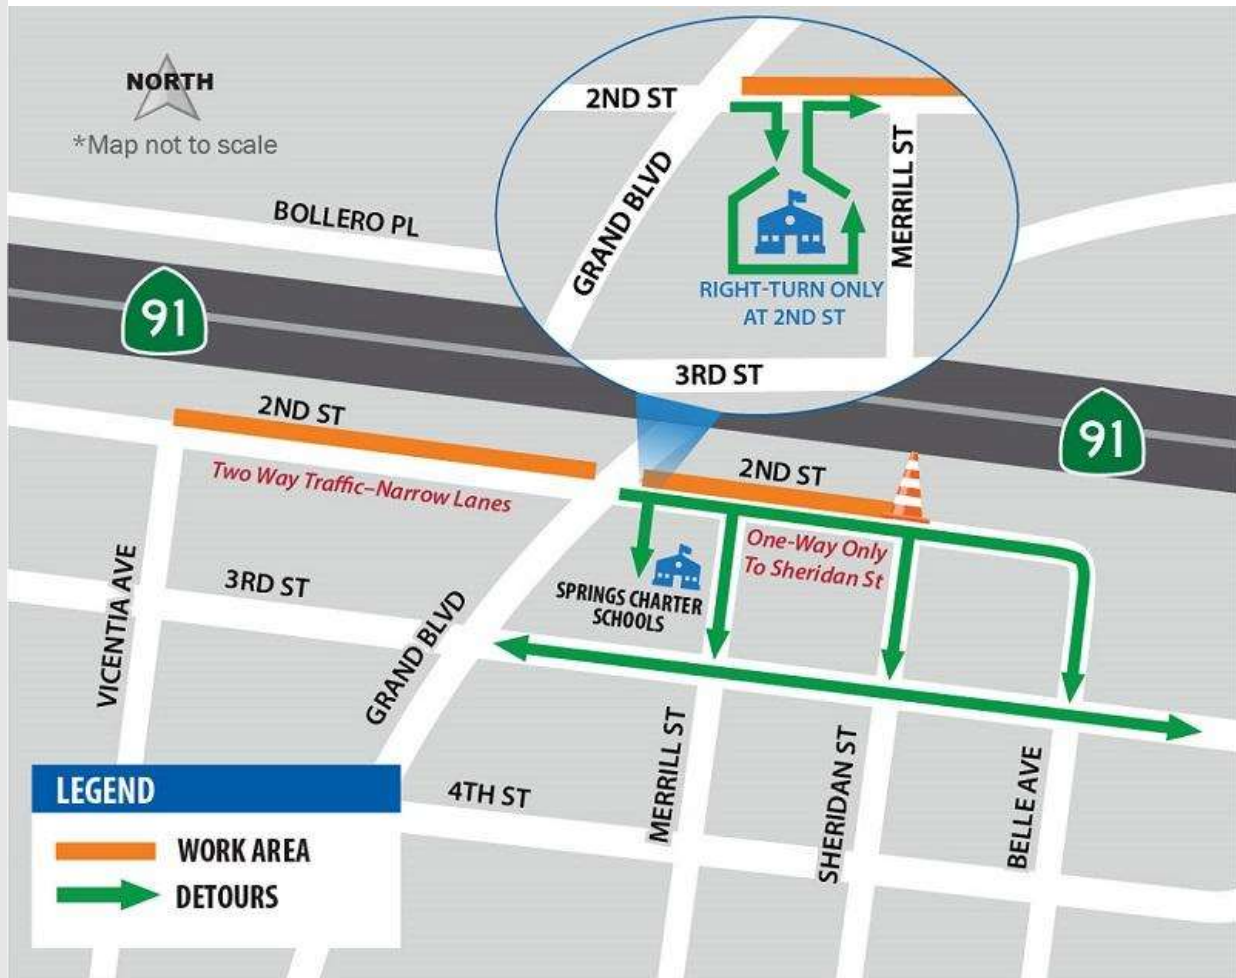 NORTH
*Map not to scale
2ND ST
GRAND BLVD
MERRILL ST
RIGHT-TURN ONLY
AT 2ND ST
3RD ST
BOLLERO PL
91
91
2ND ST
Two Way Traffic–Narrow Lanes
2ND ST
One-Way Only
To Sheridan St
SPRINGS CHARTER
SCHOOLS
3RD ST
VICENTIA AVE
GRAND BLVD
MERRILL ST
SHERIDAN ST
BELLE AVE
4TH ST
LEGEND
WORK AREA
DETOURS